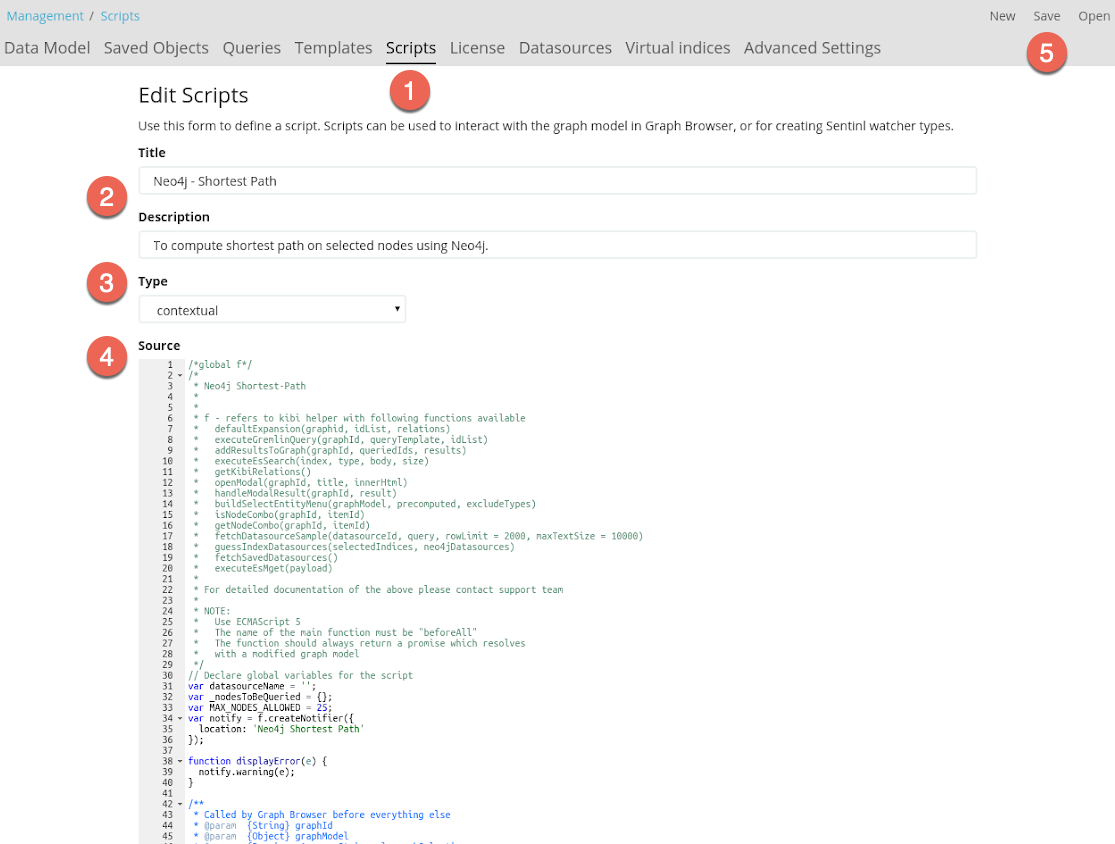 Management / Scripts
New Save Open
Data Model Saved Objects Queries Templates Scripts License Datasources Virtual indices Advanced Settings
5
1
Edit Scripts
Use this form to define a script. Scripts can be used to interact with the graph model in Graph Browser, or for creating Sentinl watcher types.
Title
Neo4j - Shortest Path
2
Description
To compute shortest path on selected nodes using Neo4j.
3
Type
contextual
4
Source
1 /*global f*/
2 /*
3 * Neo4j Shortest-Path
4 *
5 *
6 * f - refers to kibi helper with following functions available
7 * defaultExpansion(graphid, idList, relations)
8 * executeGremlinQuery(graphId, queryTemplate, idList)
9 * addResultsToGraph(graphId, queriedIds, results)
10 * executeEsSearch(index, type, body, size)
11 * getKibiRelations()
12 * openModal(graphId, title, innerHtml)
13 * handleModalResult(graphId, result)
14 * buildSelectEntityMenu(graphModel, precomputed, excludeTypes)
15 * isNodeCombo(graphId, itemId)
16 * getNodeCombo(graphId, itemId)
17 * fetchDatasourceSample(datasourceId, query, rowLimit = 2000, maxTextSize = 10000)
18 * guessIndexDatasources(selectedIndices, neo4jDatasources)
19 * fetchSavedDatasources()
20 * executeEsMget(payload)
21 *
22 * For detailed documentation of the above please contact support team
23 *
24 * NOTE:
25 * Use ECMAScript 5
26 * The name of the main function must be "beforeAll"
27 * The function should always return a promise which resolves
28 * with a modified graph model
29 */
30 // Declare global variables for the script
31 var datasourceName = '';
32 var _nodesToBeQueried = {};
33 var MAX_NODES_ALLOWED = 25;
34 var notify = f.createNotifier({
35 location: 'Neo4j Shortest Path'
36 });
37
38 function displayError(e) {
39 notify.warning(e);
40 }
41
42 /**
43 * Called by Graph Browser before everything else
44 * @param {String} graphId
45 * @param {Object} graphModel